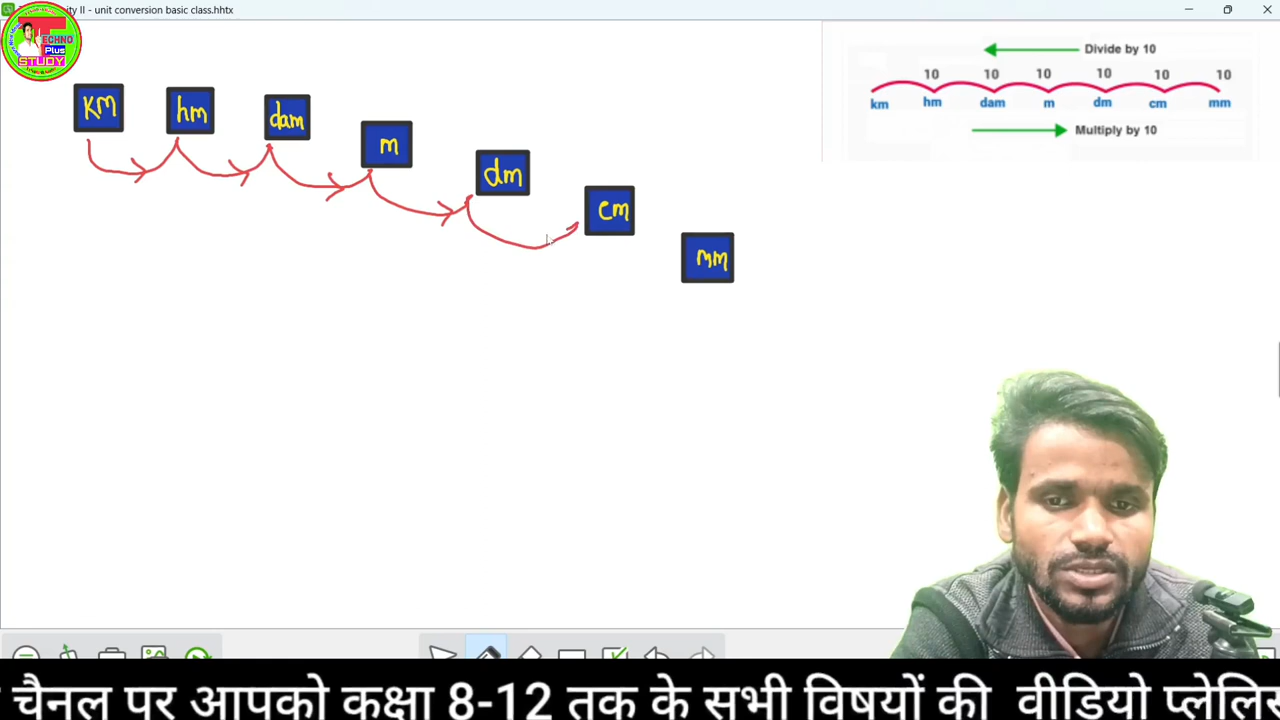 ity II - unit conversion basic class.hhtx
TECHNO
Plus
STUDY
Divide by 10
10 10 10 10 10 10
km hm dam m dm cm mm
Multiply by 10
KM
hm
dam
m
dm
cm
mm
चैनल पर आपको कक्षा 8-12 तक के सभी विषयों की वीडियो प्लेलिस